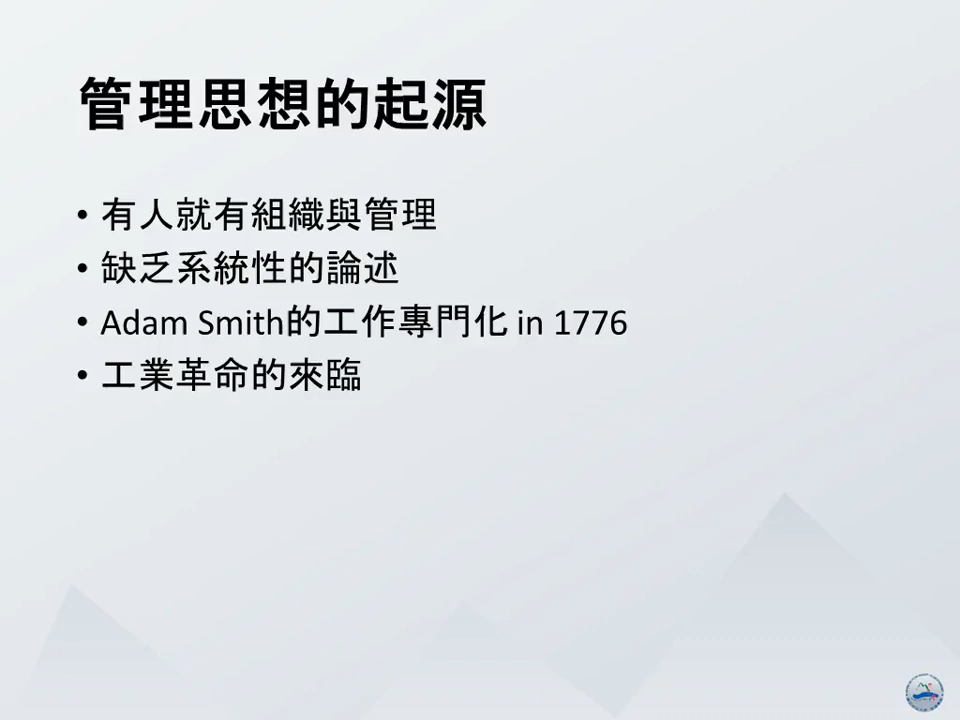 管理思想的起源
• 有人就有組織與管理
• 缺乏系統性的論述
• Adam Smith的工作專門化 in 1776
• 工業革命的來臨